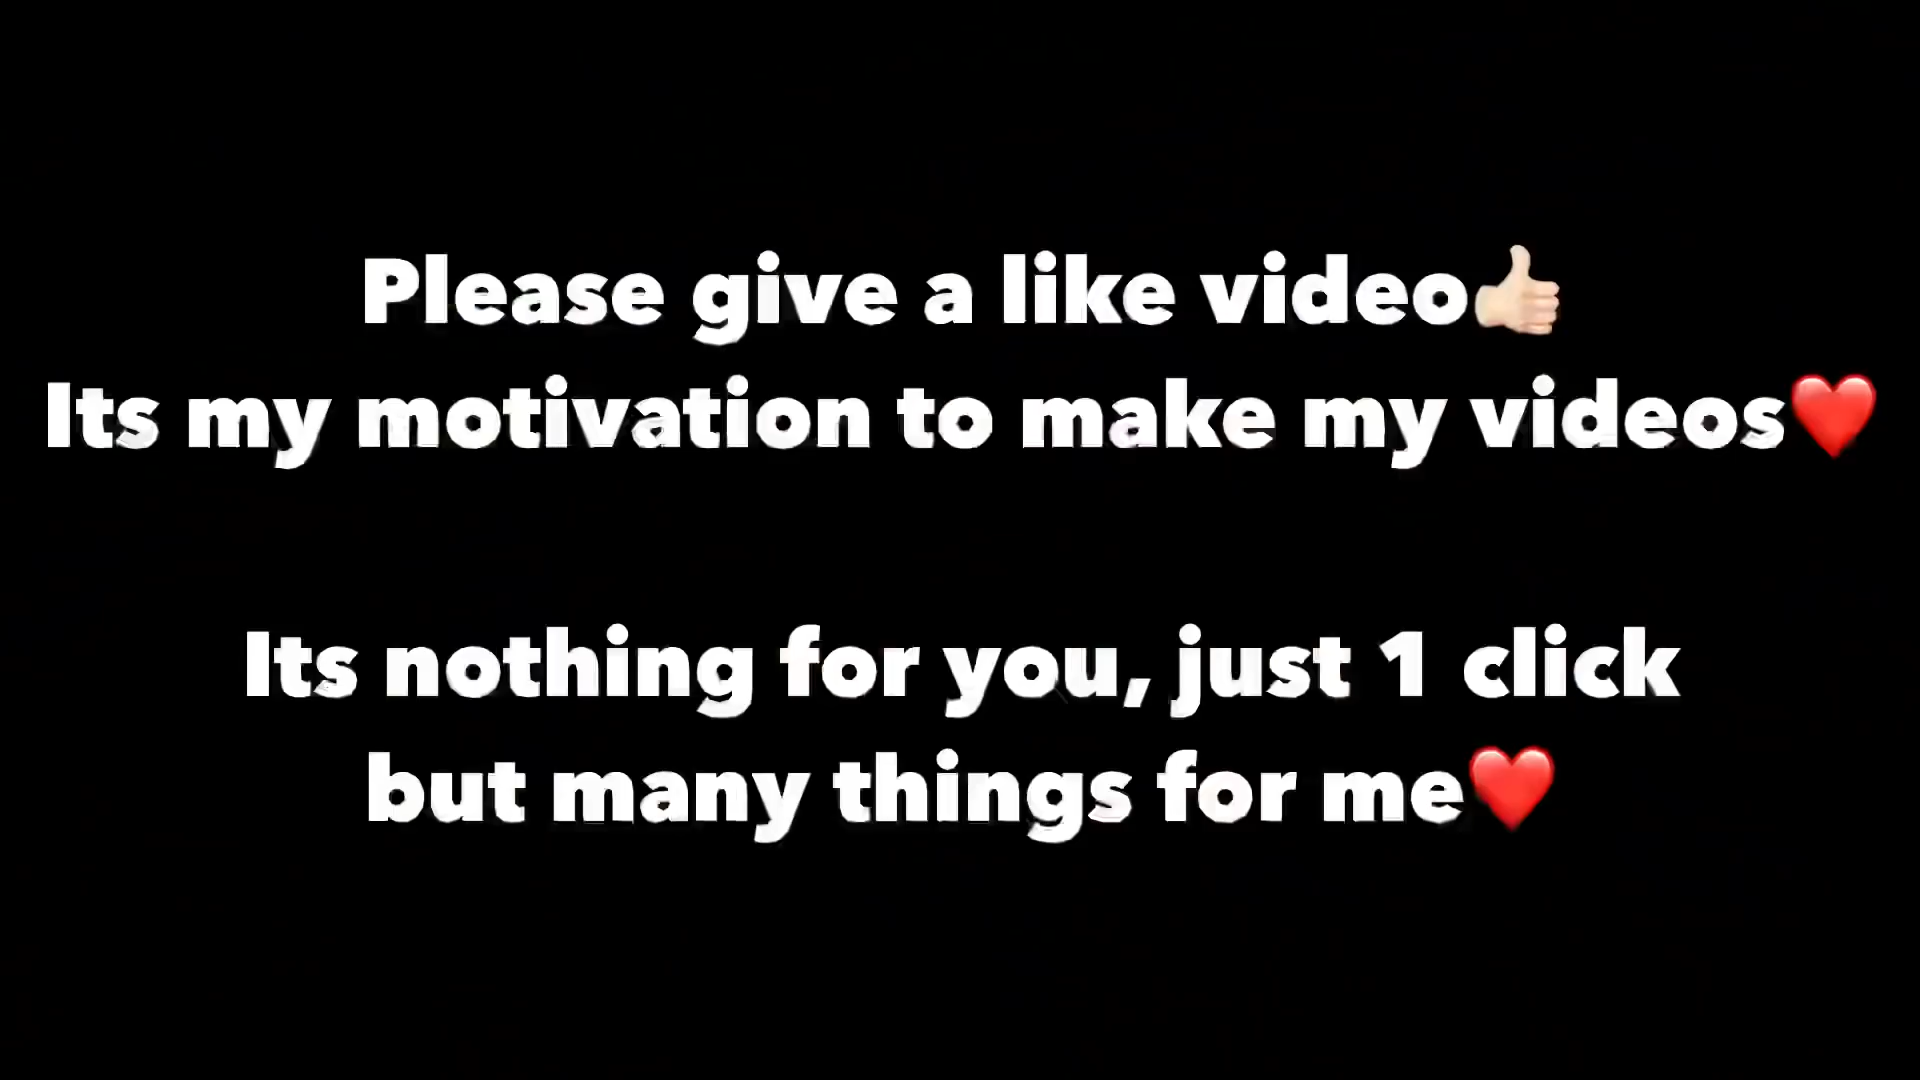 Please give a like video👍🏻
Its my motivation to make my videos❤️
Its nothing for you, just 1 click
but many things for me❤️